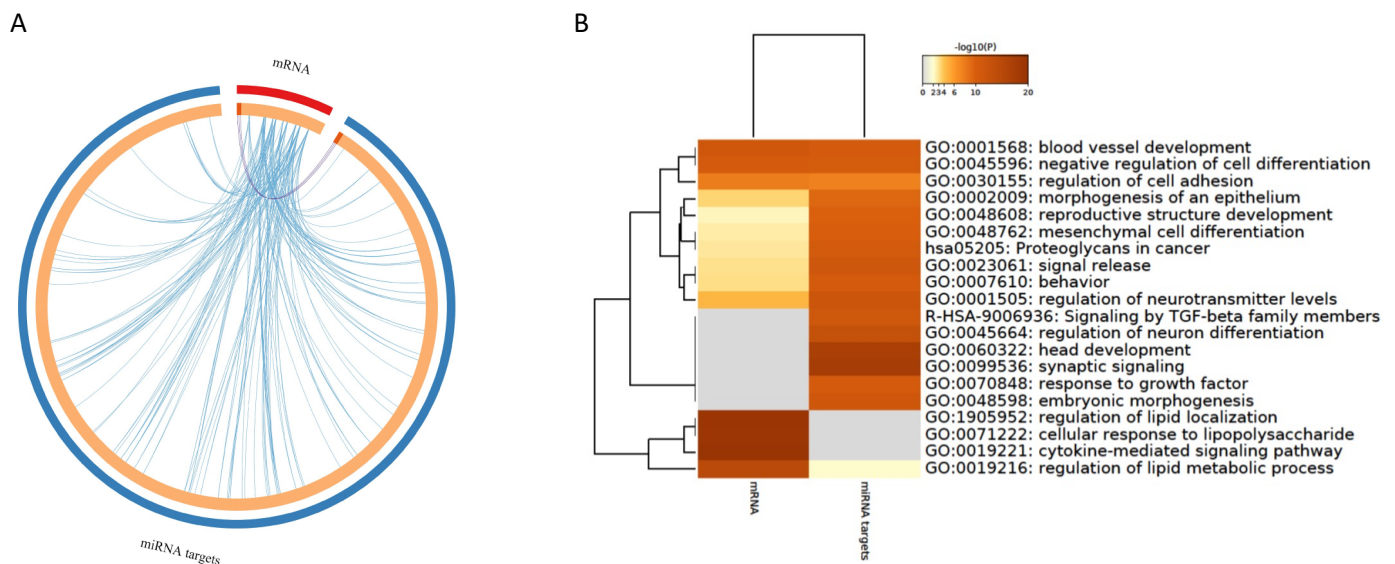 A
mRNA
miRNA targets
B
-log10(P)
0 2 3 4 6 10 20
GO:0001568: blood vessel development
GO:0045596: negative regulation of cell differentiation
GO:0030155: regulation of cell adhesion
GO:0002009: morphogenesis of an epithelium
GO:0048608: reproductive structure development
GO:0048762: mesenchymal cell differentiation
hsa05205: Proteoglycans in cancer
GO:0023061: signal release
GO:0007610: behavior
GO:0001505: regulation of neurotransmitter levels
R-HSA-9006936: Signaling by TGF-beta family members
GO:0045664: regulation of neuron differentiation
GO:0060322: head development
GO:0099536: synaptic signaling
GO:0070848: response to growth factor
GO:0048598: embryonic morphogenesis
GO:1905952: regulation of lipid localization
GO:0071222: cellular response to lipopolysaccharide
GO:0019221: cytokine-mediated signaling pathway
GO:0019216: regulation of lipid metabolic process
mRNA
miRNA targets